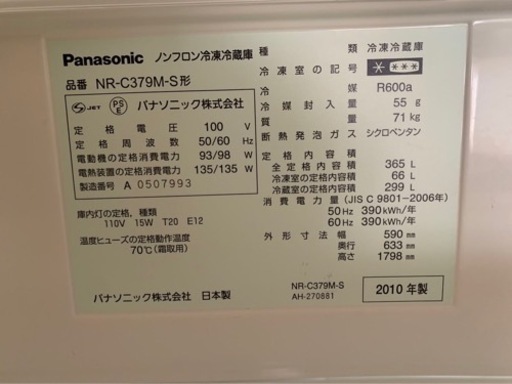 Panasonic ノンフロン冷凍冷蔵庫
品番 NR-C379M-S形
S JET PSE パナソニック株式会社
定格電圧 100 V
定格周波数 50/60 Hz
電動機の定格消費電力 93/98 W
電熱装置の定格消費電力 135/135 W
製造番号 A 0507993
庫内灯の定格，種類
110V 15W T20 E12
温度ヒューズの定格動作温度
70℃(霜取用)
パナソニック株式会社 日本製
種類 冷凍冷蔵庫
冷凍室の記号 ＊＊＊＊
冷媒 R600a
冷媒封入量 55 g
質量 71 kg
断熱発泡ガス シクロペンタン
定格内容積
全定格内容積 365 L
冷凍室の定格内容積 66 L
冷蔵室の定格内容積 299 L
消費電力量(JIS C 9801-2006年)
50Hz 390 kWh/年
60Hz 390 kWh/年
外形寸法幅 590 mm
奥行 633 mm
高さ 1798 mm
NR-C379M-S
AH-270881
2010年製